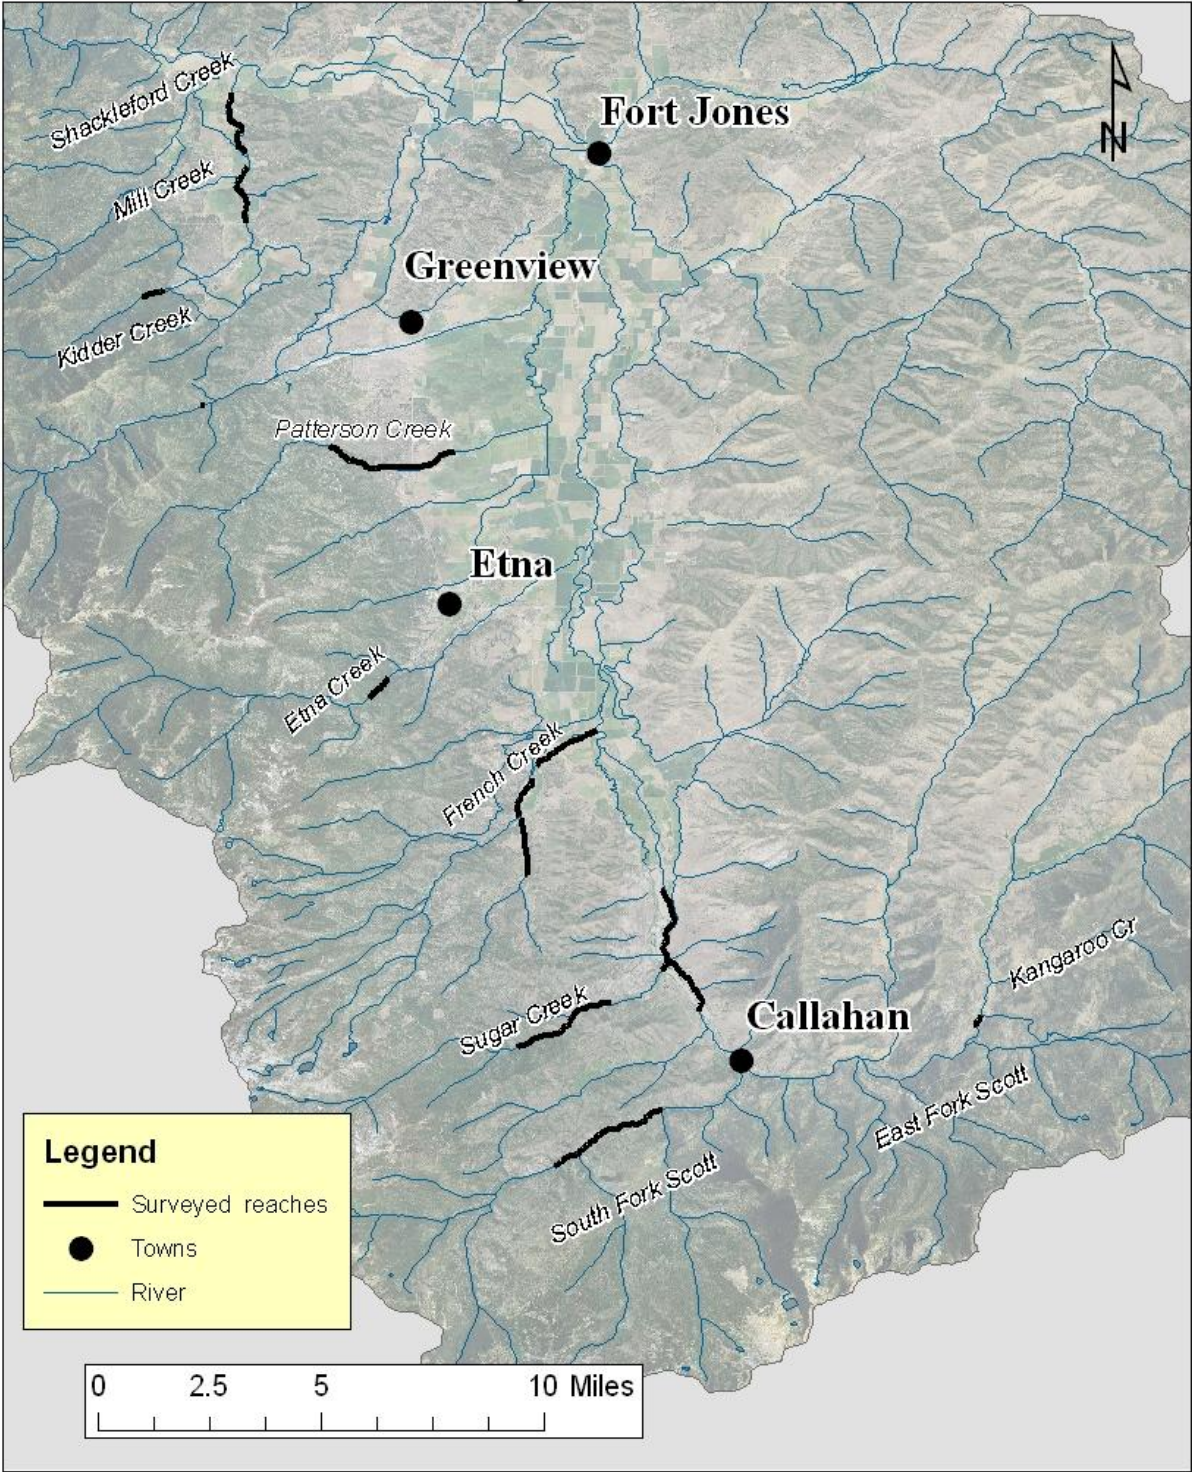 Shackleford Creek
Fort Jones
N
Mill Creek
Greenview
Kidder Creek
Patterson Creek
Etna
Etna Creek
French Creek
Kangaroo Cr
Sugar Creek
Callahan
East Fork Scott
South Fork Scott
Legend
Surveyed reaches
Towns
River
0 2.5 5 10 Miles